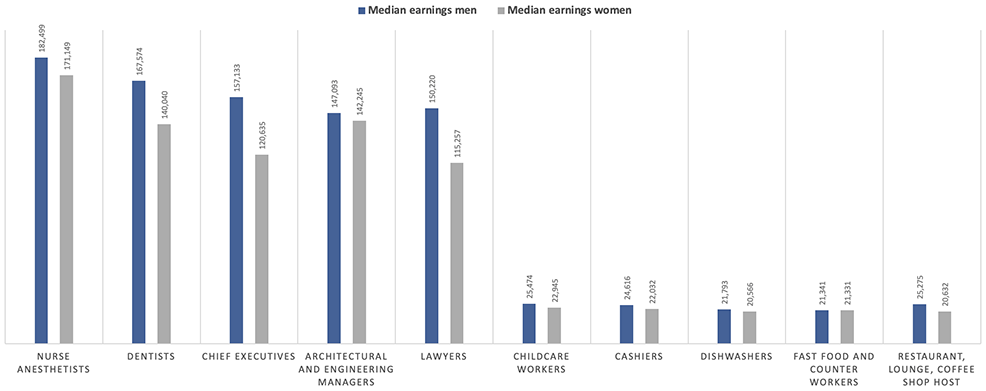 Median earnings men Median earnings women
182,499
171,149
167,574
140,040
157,133
120,635
147,093
142,245
150,220
115,257
25,474
22,945
24,616
22,032
21,793
20,566
21,341
21,331
25,275
20,632
NURSE
ANESTHETISTS
DENTISTS
CHIEF EXECUTIVES
ARCHITECTURAL
AND ENGINEERING
MANAGERS
LAWYERS
CHILDCARE
WORKERS
CASHIERS
DISHWASHERS
FAST FOOD AND
COUNTER
WORKERS
RESTAURANT,
LOUNGE, COFFEE
SHOP HOST